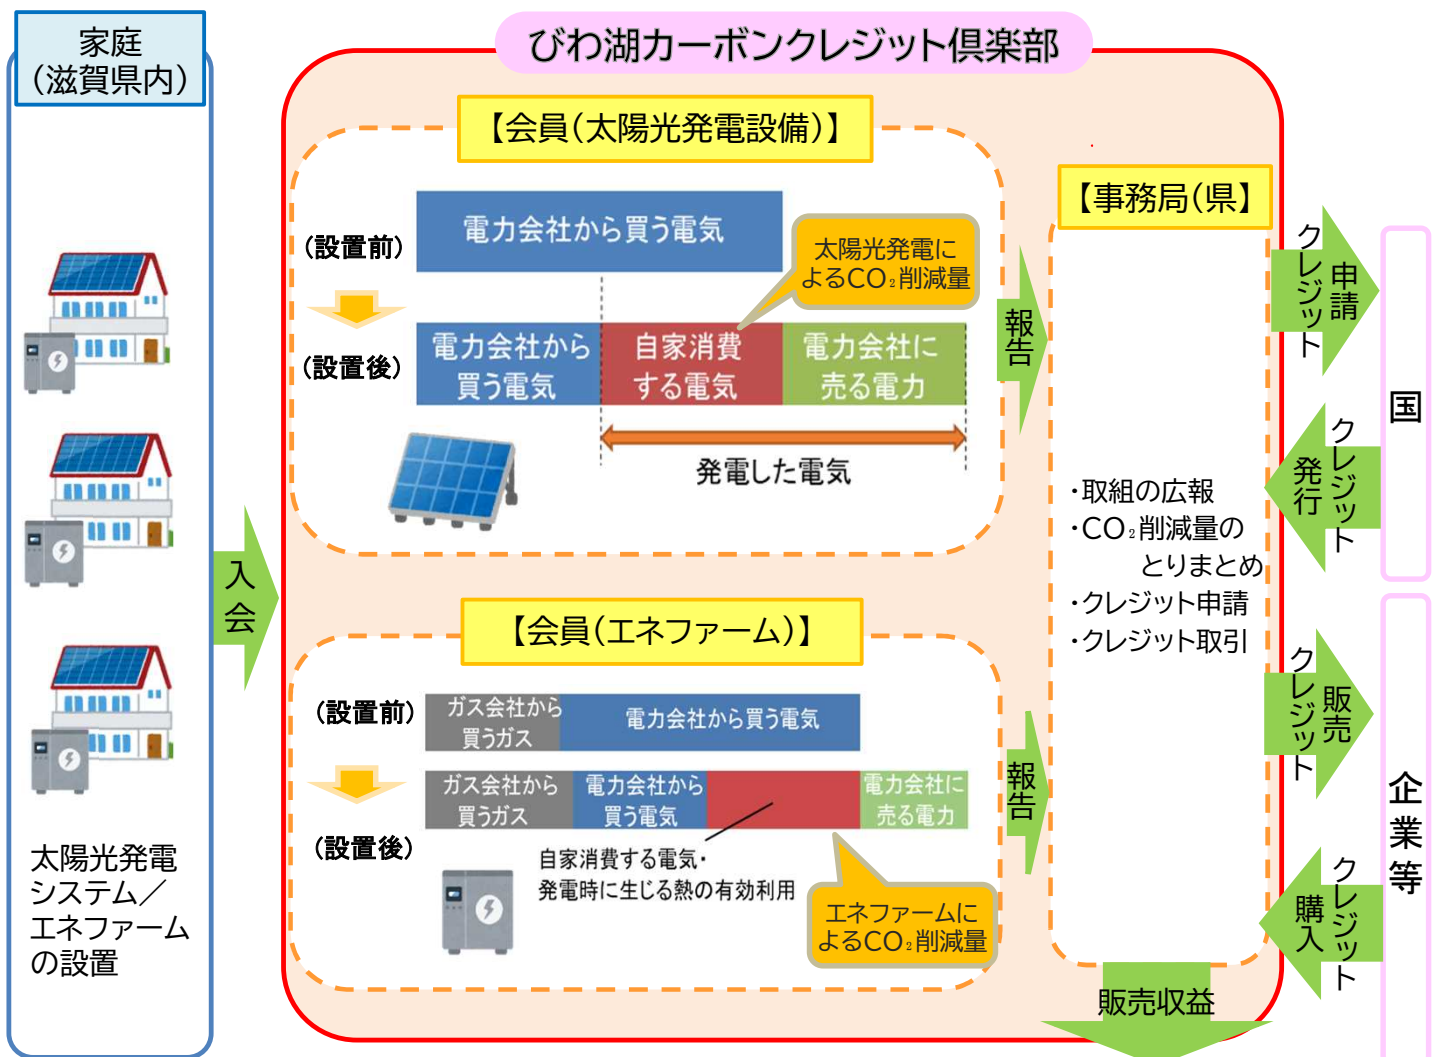 家庭
（滋賀県内）
太陽光発電
システム／
エネファーム
の設置
入会
びわ湖カーボンクレジット倶楽部
【会員（太陽光発電設備）】
（設置前）
電力会社から買う電気
太陽光発電に
よるCO₂削減量
（設置後）
電力会社から
買う電気
自家消費
する電気
電力会社に
売る電力
発電した電気
報告
【会員（エネファーム）】
（設置前）
ガス会社から
買うガス
電力会社から買う電気
（設置後）
ガス会社から
買うガス
電力会社から
買う電気
電力会社に
売る電力
自家消費する電気・
発電時に生じる熱の有効利用
エネファームに
よるCO₂削減量
報告
【事務局（県】
・取組の広報
・CO₂削減量の
とりまとめ
・クレジット申請
・クレジット取引
販売収益
クレジット
申請
クレジット
発行
国
クレジット
販売
クレジット
購入
企業等